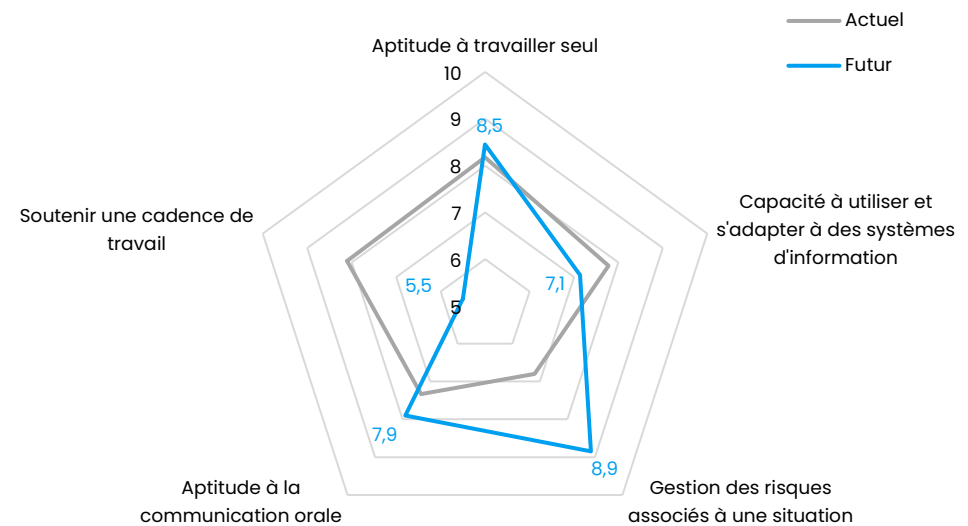 Actuel
Futur
Aptitude à travailler seul
10
9
8,5
8
7
6
5
Capacité à utiliser et
s'adapter à des systèmes
d'information
7,1
Soutenir une cadence de
travail
5,5
7,9
8,9
Aptitude à la
communication orale
Gestion des risques
associés à une situation